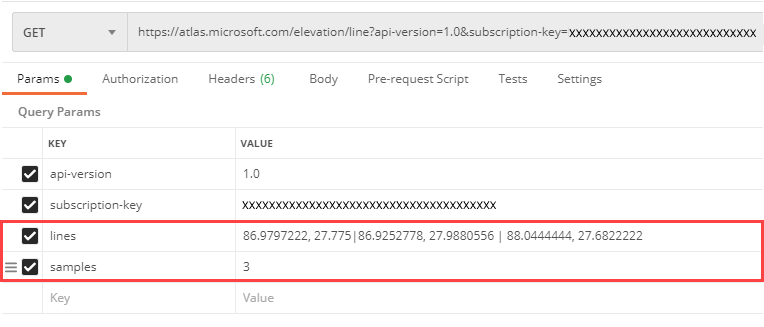 GET https://atlas.microsoft.com/elevation/line?api-version=1.0&subscription-key=xxxxxxxxxxxxxxxxxxxxxxxxxxxx
Params Authorization Headers (6) Body Pre-request Script Tests Settings
Query Params
KEY VALUE
api-version 1.0
subscription-key xxxxxxxxxxxxxxxxxxxxxxxxxxxxxxxxxxxxxx
lines 86.9797222, 27.775|86.9252778, 27.9880556 | 88.0444444, 27.6822222
samples 3
Key Value